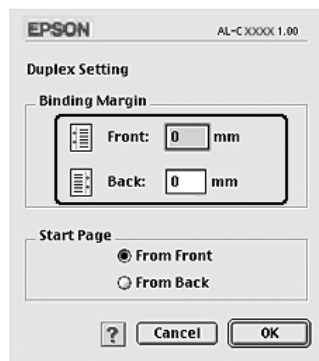 EPSON AL-CXXXX 1.00
Duplex Setting
Binding Margin
Front: 0 mm
Back: 0 mm
Start Page
From Front
From Back
? Cancel OK